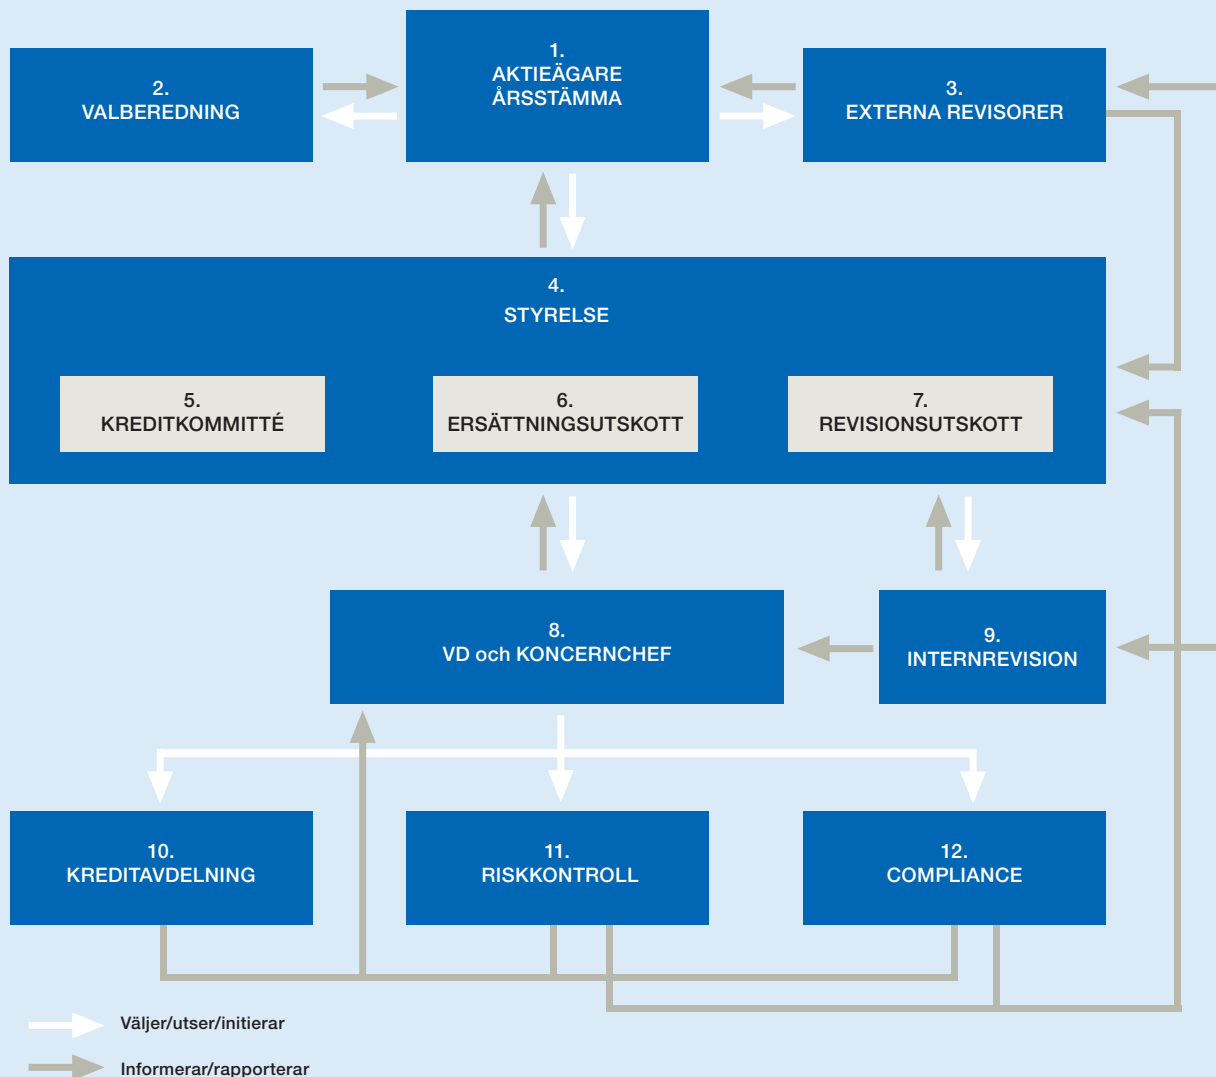 1.
AKTIEÄGARE
ÅRSSTÄMMA
2.
VALBEREDNING
3.
EXTERNA REVISORER
4.
STYRELSE
5.
KREDITKOMMITTÉ
6.
ERSÄTTNINGSUTSKOTT
7.
REVISIONSUTSKOTT
8.
VD och KONCERNCHEF
9.
INTERNREVISION
10.
KREDITAVDELNING
11.
RISKKONTROLL
12.
COMPLIANCE
Väljer/utser/initierar
Informerar/rapporterar